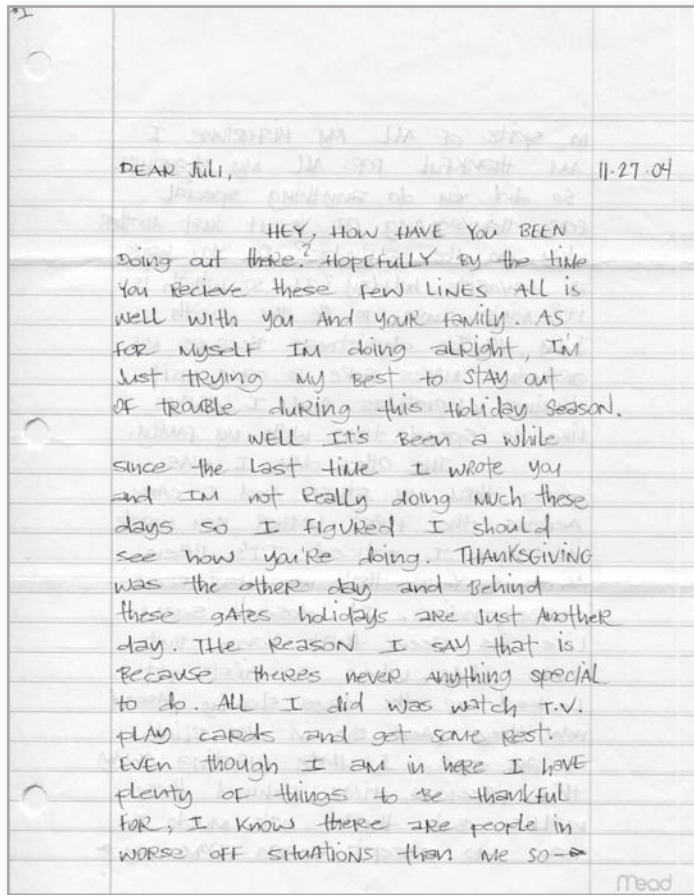 #1
DEAR Juli, 11·27·04
HEY, HOW HAVE YOU BEEN
Doing out there? HOPEFULLY BY the time
You Recieve these FEW LINES ALL is
well with you And your family. AS
FOR Myself IM doing alright, I'M
Just trying my best to STAY out
OF TROUBLE during this Holiday Season.
WELL IT'S Been a while
since the Last time I wrote you
and IM not Really doing Much these
days so I FIGURED I should
see how you're doing. THANKSGIVING
was the other day and Behind
these gates holidays. are Just Another
day. THE Reason I SAY that is
Because theres never anything special
to do. ALL I did was watch T.V.
PLAY cards and get some Rest.
EVEN though I am in here I HAVE
plenty of things to Be thankful
FOR, I know there are people in
WORSE OFF SITUATIONS than me so→
Mead